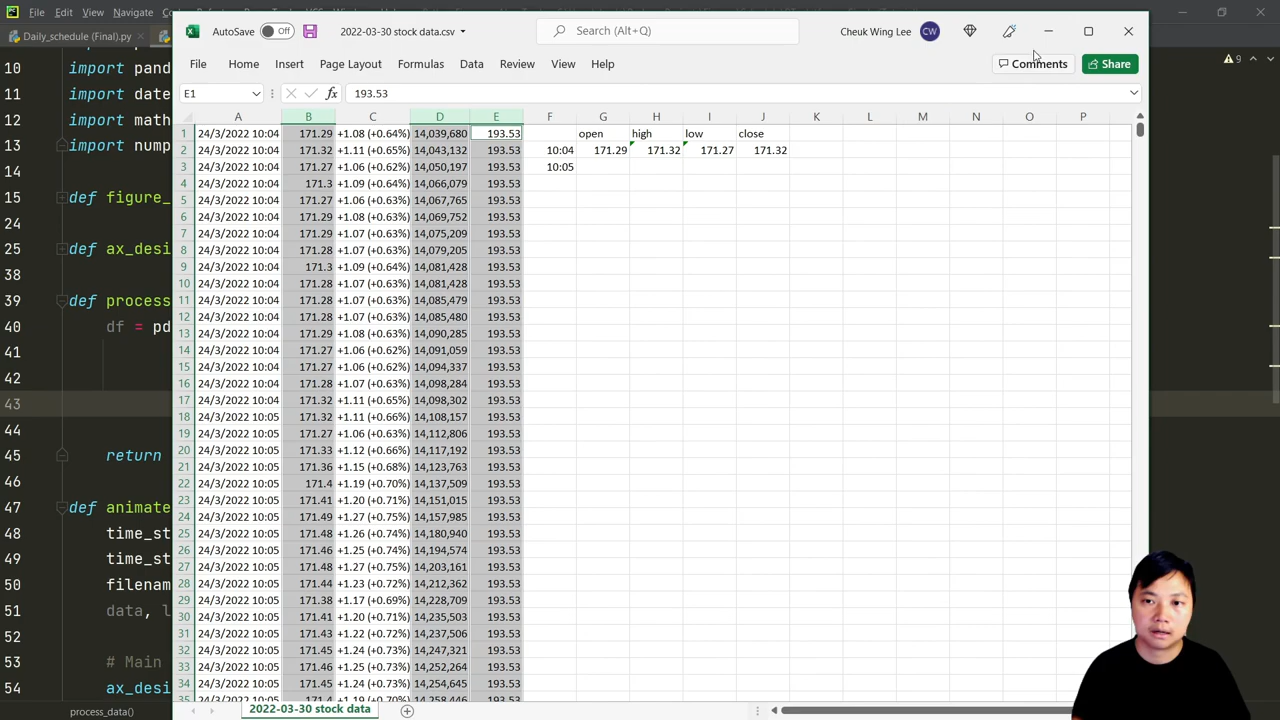 File Edit
Daily_schedule (Final).py
AutoSave Off 2022-03-30 stock data.csv Search (Alt+Q) Cheuk Wing Lee CW
File Home Insert Page Layout Formulas Data Review View Help Comments Share
E1 fx 193.53
A B C D E F G H I J K L M N O P
1 24/3/2022 10:04 171.29 +1.08 (+0.64%) 14,039,680 193.53 open high low close
2 24/3/2022 10:04 171.32 +1.11 (+0.65%) 14,043,132 193.53 10:04 171.29 171.32 171.27 171.32
3 24/3/2022 10:04 171.27 +1.06 (+0.62%) 14,050,197 193.53 10:05
4 24/3/2022 10:04 171.3 +1.09 (+0.64%) 14,066,079 193.53
5 24/3/2022 10:04 171.27 +1.06 (+0.63%) 14,067,765 193.53
6 24/3/2022 10:04 171.29 +1.08 (+0.63%) 14,069,752 193.53
7 24/3/2022 10:04 171.29 +1.07 (+0.63%) 14,075,209 193.53
8 24/3/2022 10:04 171.28 +1.07 (+0.63%) 14,079,205 193.53
9 24/3/2022 10:04 171.3 +1.09 (+0.64%) 14,081,428 193.53
10 24/3/2022 10:04 171.28 +1.07 (+0.63%) 14,081,428 193.53
11 24/3/2022 10:04 171.28 +1.07 (+0.63%) 14,085,479 193.53
12 24/3/2022 10:04 171.28 +1.07 (+0.63%) 14,085,480 193.53
13 24/3/2022 10:04 171.29 +1.08 (+0.63%) 14,090,285 193.53
14 24/3/2022 10:04 171.27 +1.06 (+0.62%) 14,091,059 193.53
15 24/3/2022 10:04 171.27 +1.06 (+0.62%) 14,094,337 193.53
16 24/3/2022 10:04 171.28 +1.07 (+0.63%) 14,098,284 193.53
17 24/3/2022 10:04 171.32 +1.11 (+0.65%) 14,098,302 193.53
18 24/3/2022 10:05 171.32 +1.11 (+0.66%) 14,108,157 193.53
19 24/3/2022 10:05 171.27 +1.06 (+0.63%) 14,112,806 193.53
20 24/3/2022 10:05 171.33 +1.12 (+0.66%) 14,117,192 193.53
21 24/3/2022 10:05 171.36 +1.15 (+0.68%) 14,123,763 193.53
22 24/3/2022 10:05 171.4 +1.19 (+0.70%) 14,137,509 193.53
23 24/3/2022 10:05 171.41 +1.20 (+0.71%) 14,151,015 193.53
24 24/3/2022 10:05 171.49 +1.27 (+0.75%) 14,157,985 193.53
25 24/3/2022 10:05 171.48 +1.26 (+0.74%) 14,180,940 193.53
26 24/3/2022 10:05 171.46 +1.25 (+0.74%) 14,194,574 193.53
27 24/3/2022 10:05 171.48 +1.27 (+0.75%) 14,203,161 193.53
28 24/3/2022 10:05 171.44 +1.23 (+0.72%) 14,212,362 193.53
29 24/3/2022 10:05 171.38 +1.17 (+0.69%) 14,228,709 193.53
30 24/3/2022 10:05 171.41 +1.20 (+0.71%) 14,235,503 193.53
31 24/3/2022 10:05 171.43 +1.22 (+0.72%) 14,237,506 193.53
32 24/3/2022 10:05 171.45 +1.24 (+0.73%) 14,247,321 193.53
33 24/3/2022 10:05 171.46 +1.25 (+0.73%) 14,252,264 193.53
34 24/3/2022 10:05 171.45 +1.24 (+0.73%) 14,254,645 193.53
35 24/3/2022 10:05 171.4 +1.19 (+0.70%) 14,258,446 193.53
2022-03-30 stock data
10 import pand
11 import date
12 import math
13 import nump
14
15 def figure_
24
25 def ax_desi
38
39 def process
40 df = pd
41
42
43
44
45 return
46
47 def animate
48 time_st
49 time_st
50 filenam
51 data, l
52
53 # Main
54 ax_desi
process_data()
9